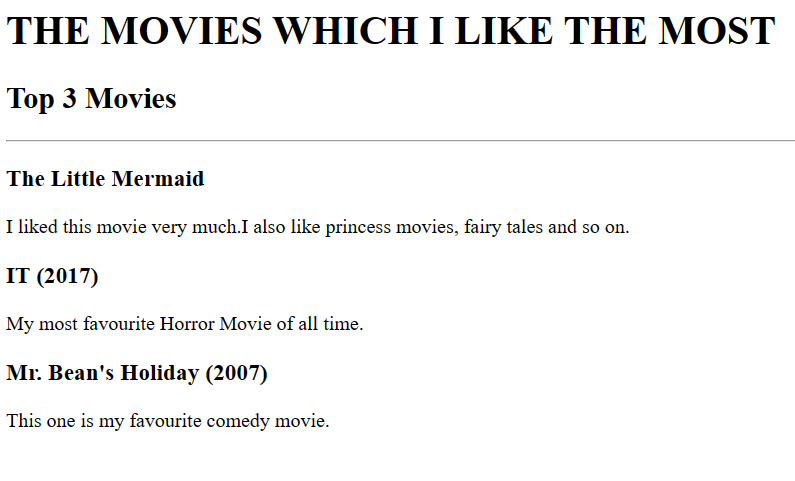 THE MOVIES WHICH I LIKE THE MOST
Top 3 Movies
The Little Mermaid
I liked this movie very much.I also like princess movies, fairy tales and so on.
IT (2017)
My most favourite Horror Movie of all time.
Mr. Bean's Holiday (2007)
This one is my favourite comedy movie.